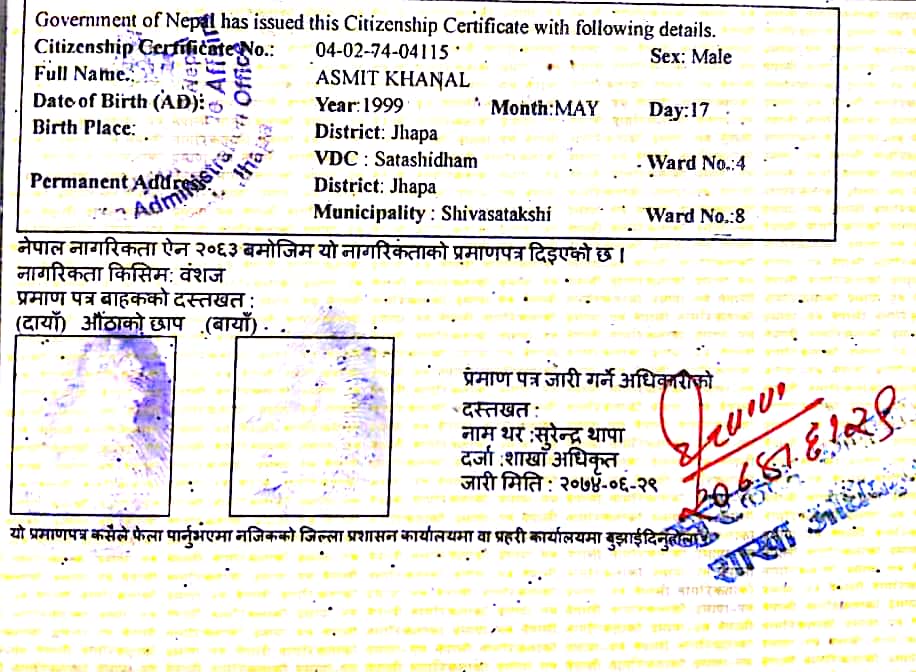 Government of Nepal has issued this Citizenship Certificate with following details.
Citizenship Certificate No.: 04-02-74-04115 Sex: Male
Full Name.: ASMIT KHANAL
Date of Birth (AD): Year:1999 Month:MAY Day:17
Birth Place: District: Jhapa
VDC : Satashidham Ward No.:4
Permanent Address District: Jhapa
Municipality : Shivasatakshi Ward No.:8
Administration Office
Jhapa
नेपाल नागरिकता ऐन २०६३ बमोजिम यो नागरिकताको प्रमाणपत्र दिइएको छ ।
नागरिकता किसिम: वंशज
प्रमाण पत्र बाहकको दस्तखत :
(दायाँ) औंठाको छाप (बायाँ)
प्रमाण पत्र जारी गर्ने अधिकारीको
दस्तखत :
नाम थर :सुरेन्द्र थापा
दर्जा :शाखा अधिकृत
जारी मिति : २०७४-०६-२९
यो प्रमाणपत्र कसैले फेला पार्नुभएमा नजिकको जिल्ला प्रशासन कार्यालयमा वा प्रहरी कार्यालयमा बुझाईदिनुहोला।
शाखा अधिकृत